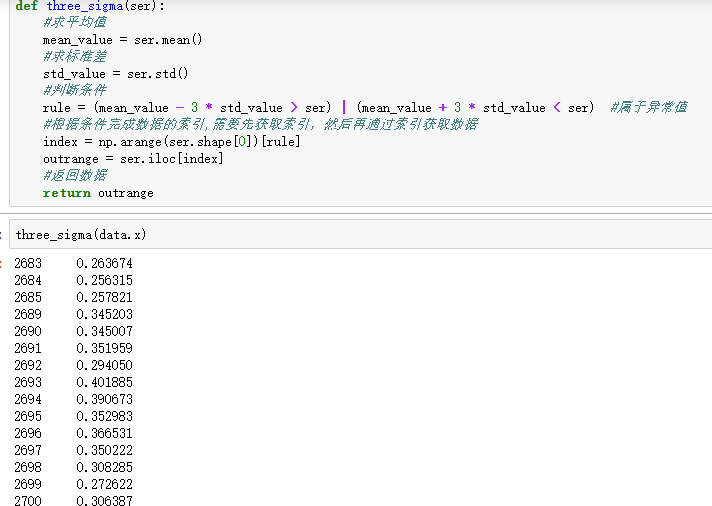 def three_sigma(ser):
    #求平均值
    mean_value = ser.mean()
    #求标准差
    std_value = ser.std()
    #判断条件
    rule = (mean_value - 3 * std_value > ser) | (mean_value + 3 * std_value < ser)  #属于异常值
    #根据条件完成数据的索引,需要先获取索引，然后再通过索引获取数据
    index = np.arange(ser.shape[0])[rule]
    outrange = ser.iloc[index]
    #返回数据
    return outrange
three_sigma(data.x)
2683    0.263674
2684    0.256315
2685    0.257821
2689    0.345203
2690    0.345007
2691    0.351959
2692    0.294050
2693    0.401885
2694    0.390673
2695    0.352983
2696    0.366531
2697    0.350222
2698    0.308285
2699    0.272622
2700    0.306387